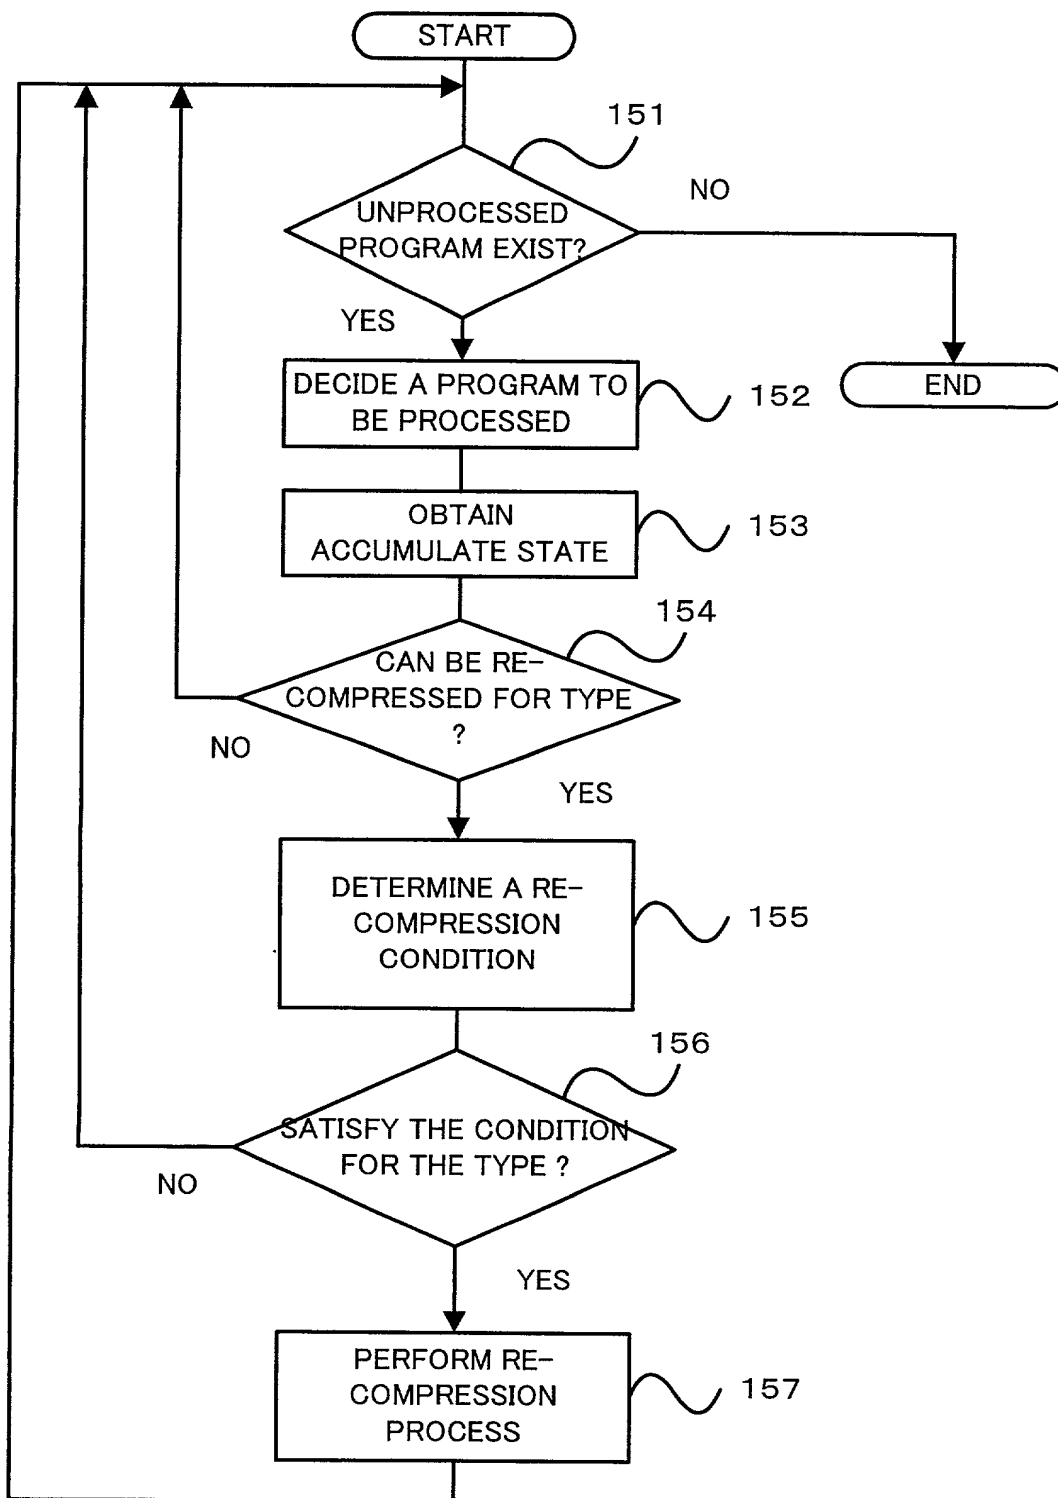 START
151
UNPROCESSED
PROGRAM EXIST?
NO
YES
DECIDE A PROGRAM TO
BE PROCESSED
152
END
OBTAIN
ACCUMULATE STATE
153
154
CAN BE RE-
COMPRESSED FOR TYPE
?
NO
YES
DETERMINE A RE-
COMPRESSION
CONDITION
155
156
SATISFY THE CONDITION
FOR THE TYPE ?
NO
YES
PERFORM RE-
COMPRESSION
PROCESS
157